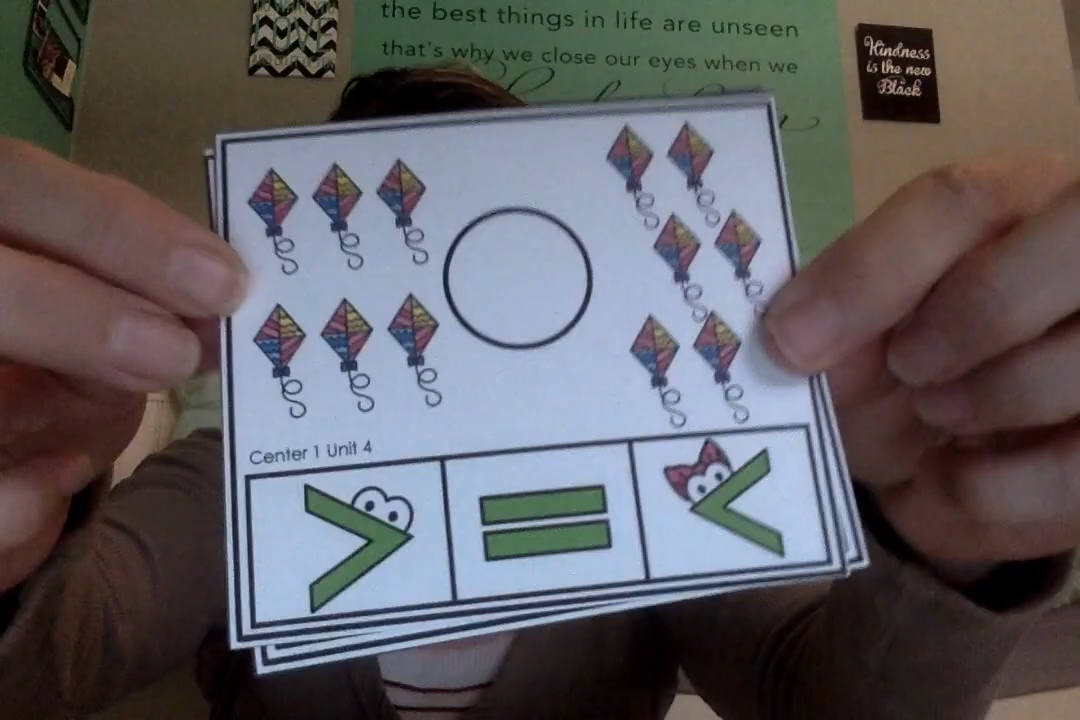 the best things in life are unseen
that's why we close our eyes when we
Kindness
is the new
Black
Center 1 Unit 4
> = <